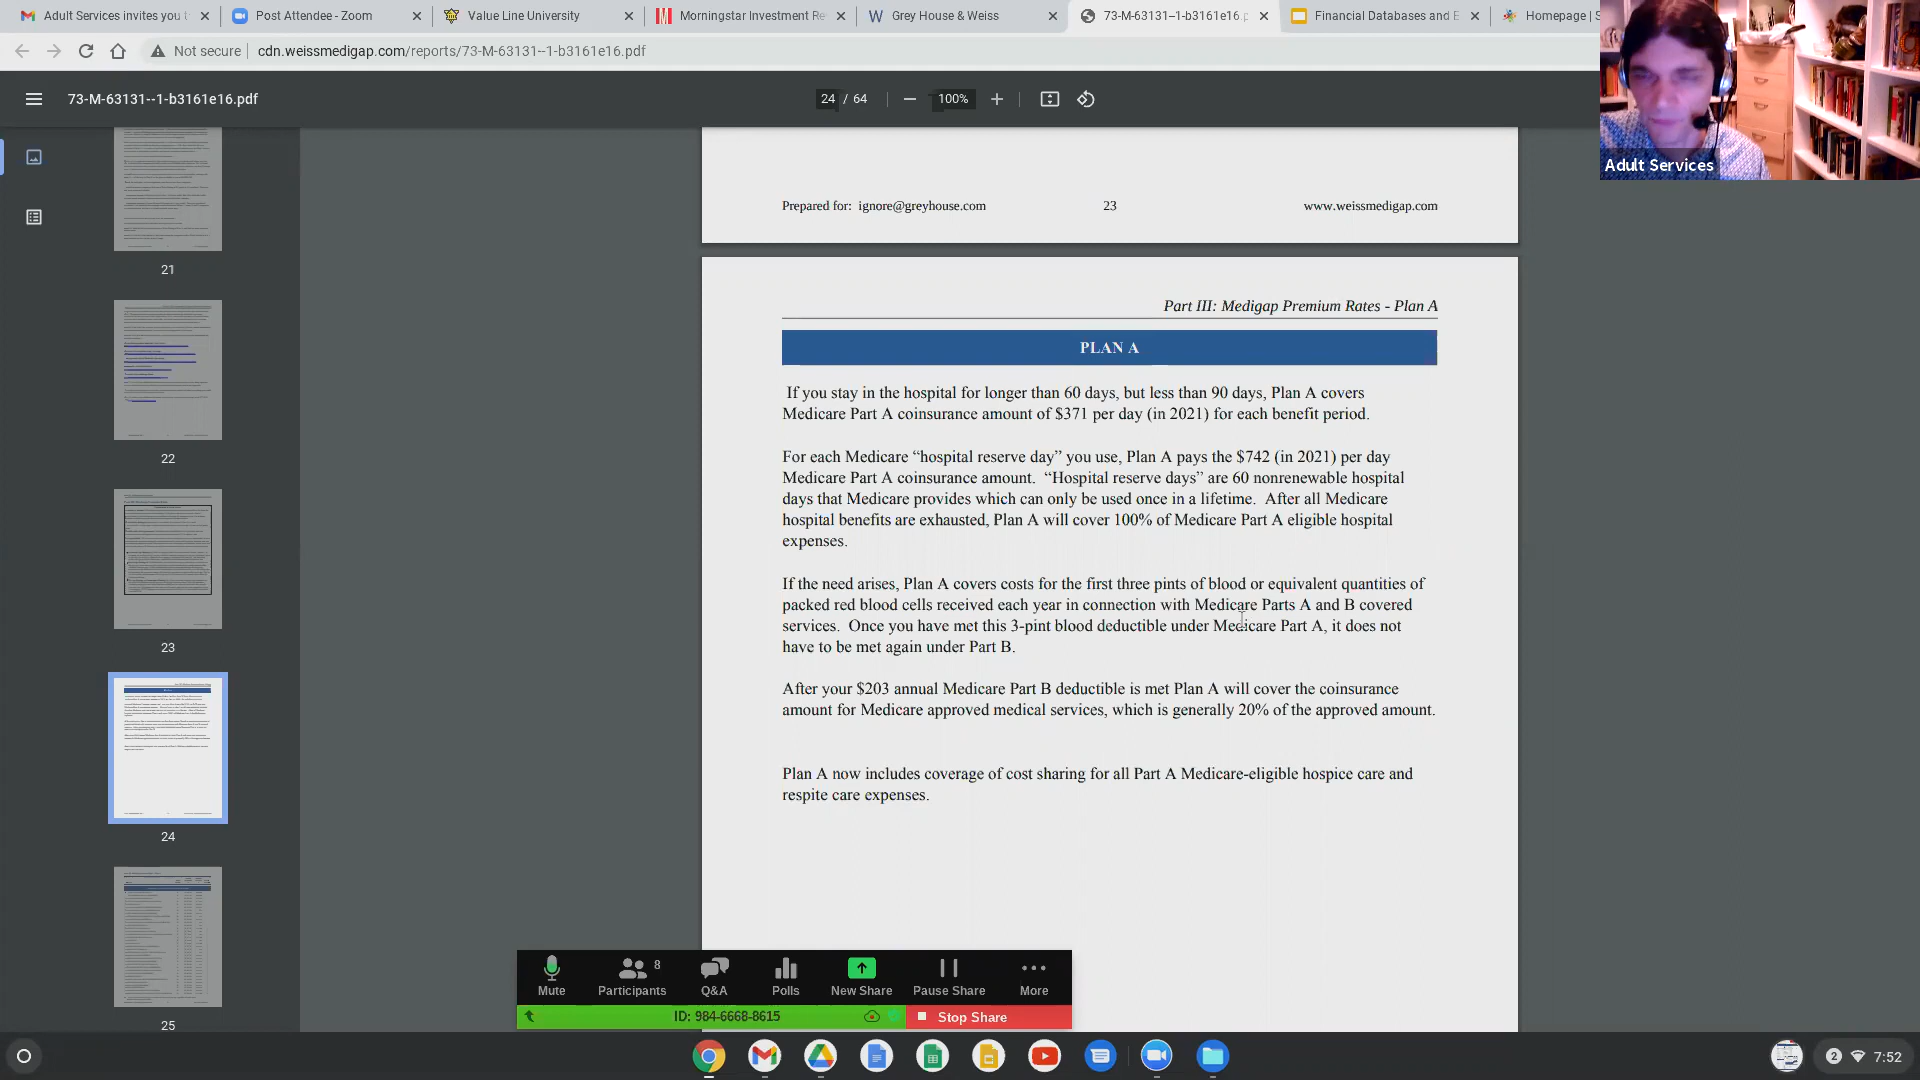 Adult Services invites you t
Post Attendee - Zoom
Value Line University
Morningstar Investment Re
Grey House & Weiss
73-M-63131--1-b3161e16.p
Financial Databases and E
Homepage | S
Not secure
cdn.weissmedigap.com/reports/73-M-63131--1-b3161e16.pdf
73-M-63131--1-b3161e16.pdf
24 / 64
100%
Adult Services
21
22
23
24
25
Prepared for: ignore@greyhouse.com
23
www.weissmedigap.com
Part III: Medigap Premium Rates - Plan A
PLAN A
If you stay in the hospital for longer than 60 days, but less than 90 days, Plan A covers
Medicare Part A coinsurance amount of $371 per day (in 2021) for each benefit period.
For each Medicare “hospital reserve day” you use, Plan A pays the $742 (in 2021) per day
Medicare Part A coinsurance amount. “Hospital reserve days” are 60 nonrenewable hospital
days that Medicare provides which can only be used once in a lifetime. After all Medicare
hospital benefits are exhausted, Plan A will cover 100% of Medicare Part A eligible hospital
expenses.
If the need arises, Plan A covers costs for the first three pints of blood or equivalent quantities of
packed red blood cells received each year in connection with Medicare Parts A and B covered
services. Once you have met this 3-pint blood deductible under Medicare Part A, it does not
have to be met again under Part B.
After your $203 annual Medicare Part B deductible is met Plan A will cover the coinsurance
amount for Medicare approved medical services, which is generally 20% of the approved amount.
Plan A now includes coverage of cost sharing for all Part A Medicare-eligible hospice care and
respite care expenses.
8
Mute
Participants
Q&A
Polls
New Share
Pause Share
More
ID: 984-6668-8615
Stop Share
2
7:52